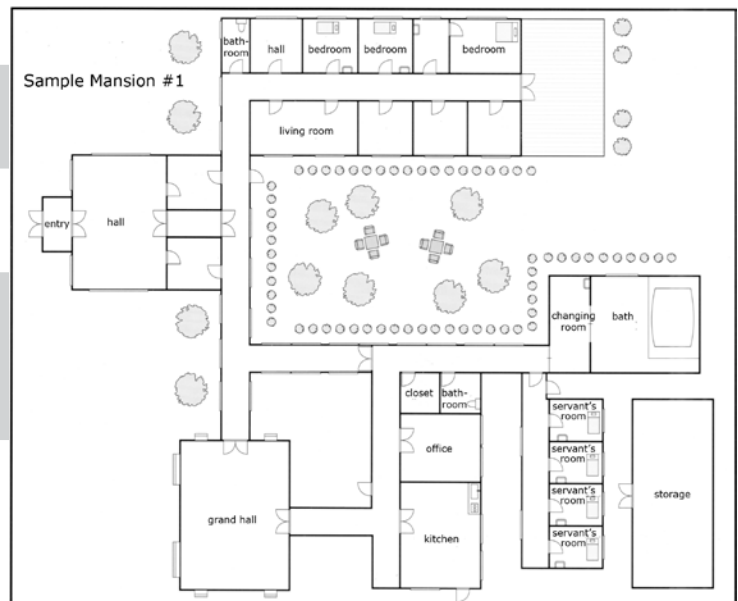 bath-
room
hall
bedroom
bedroom
bedroom
Sample Mansion #1
living room
entry
hall
changing
room
bath
closet
bath-
room
servant's
room
office
servant's
room
grand hall
servant's
room
storage
kitchen
servant's
room